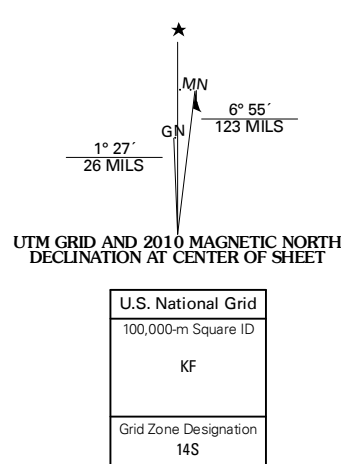 ★
MN
GN
6° 55´
123 MILS
1° 27´
26 MILS
UTM GRID AND 2010 MAGNETIC NORTH
DECLINATION AT CENTER OF SHEET
U.S. National Grid
100,000-m Square ID
KF
Grid Zone Designation
14S